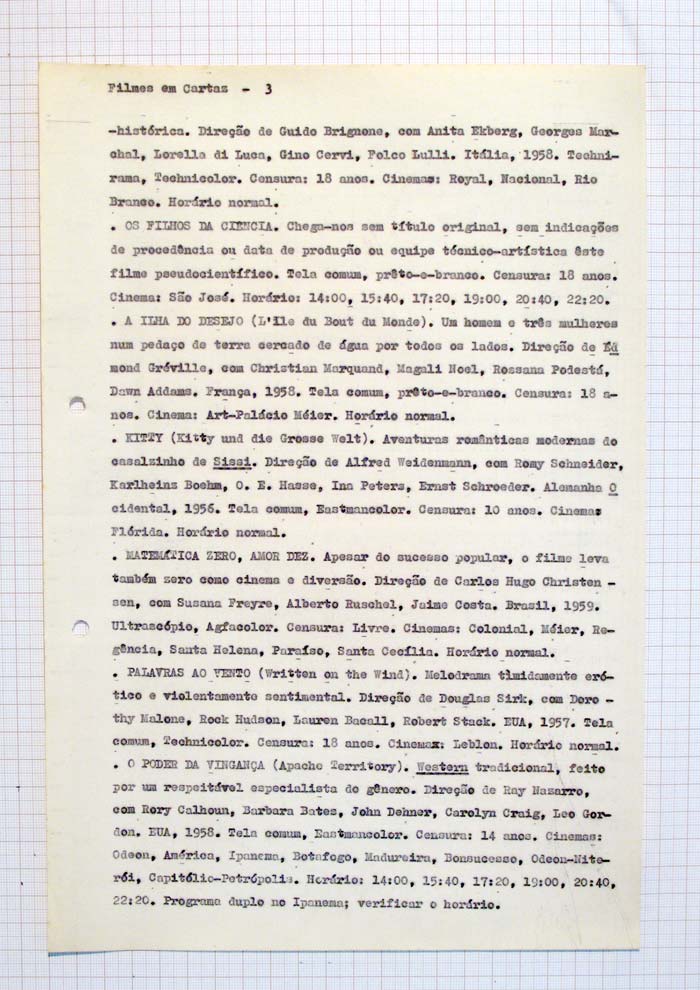 Filmes em Cartaz - 3
-histórica. Direção de Guido Brignone, com Anita Ekberg, Georges Mar-
chal, Lorella di Luca, Gino Cervi, Folco Lulli. Itália, 1958. Techni-
rama, Technicolor. Censura: 18 anos. Cinemas: Royal, Nacional, Rio
Branco. Horário normal.
. OS FILHOS DA CIÊNCIA. Chega-nos sem título original, sem indicações
de procedência ou data de produção ou equipe técnico-artística êste
filme pseudocientífico. Tela comum, prêto-e-branco. Censura: 18 anos.
Cinema: São José. Horário: 14:00, 15:40, 17:20, 19:00, 20:40, 22:20.
. A ILHA DO DESEJO (L'Ile du Bout du Monde). Um homem e três mulheres
num pedaço de terra cercado de água por todos os lados. Direção de Éd
mond Gréville, com Christian Marquand, Magali Noel, Rossana Podestá,
Dawn Addams. França, 1958. Tela comum, prêto-e-branco. Censura: 18 a-
nos. Cinema: Art-Palácio Méier. Horário normal.
. KITTY (Kitty und die Grosse Welt). Aventuras românticas modernas do
casalzinho de Sissi. Direção de Alfred Weidenmann, com Romy Schneider,
Karlheinz Boehm, O. E. Hasse, Ina Peters, Ernst Schroeder. Alemanha O
cidental, 1956. Tela comum, Eastmancolor. Censura: 10 anos. Cinema:
Flórida. Horário normal.
. MATEMÁTICA ZERO, AMOR DEZ. Apesar do sucesso popular, o filme leva
também zero como cinema e diversão. Direção de Carlos Hugo Christen -
sen, com Susana Freyre, Alberto Ruschel, Jaime Costa. Brasil, 1959.
Ultrascópio, Agfacolor. Censura: Livre. Cinemas: Colonial, Méier, Re-
gência, Santa Helena, Paraíso, Santa Cecília. Horário normal.
. PALAVRAS AO VENTO (Written on the Wind). Melodrama tìmidamente eró-
tico e violentamente sentimental. Direção de Douglas Sirk, com Doro -
thy Malone, Rock Hudson, Lauren Bacall, Robert Stack. EUA, 1957. Tela
comum, Technicolor. Censura: 18 anos. Cinemax: Leblon. Horário normal.
. O PODER DA VINGANÇA (Apache Territory). Western tradicional, feito
por um respeitável especialista do gênero. Direção de Ray Nazarro,
com Rory Calhoun, Barbara Bates, John Dehner, Carolyn Craig, Leo Gor-
don. EUA, 1958. Tela comum, Eastmancolor. Censura: 14 anos. Cinemas:
Odeon, América, Ipanema, Botafogo, Madureira, Bonsucesso, Odeon-Nite-
rói, Capitólio-Petrópolis. Horário: 14:00, 15:40, 17:20, 19:00, 20:40,
22:20. Programa duplo no Ipanema; verificar o horário.